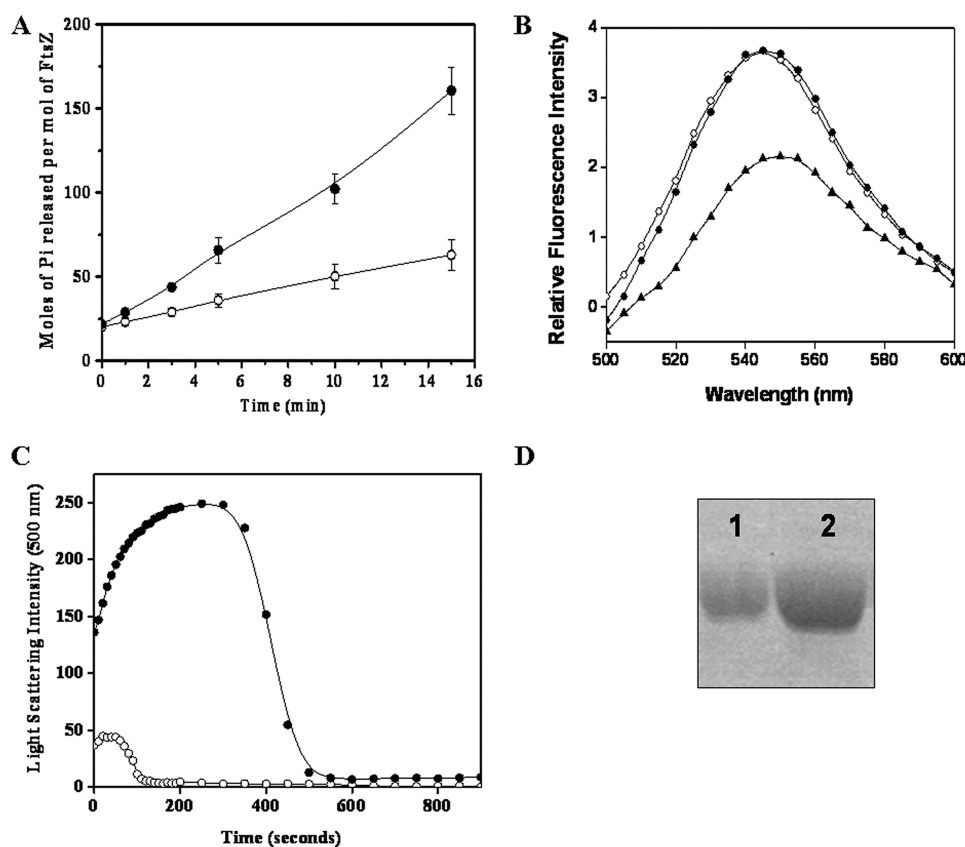 A
Moles of Pi released per mol of FtsZ
200
150
100
50
0
0 2 4 6 8 10 12 14 16
Time (min)
B
Relative Fluorescence Intensity
4
3
2
1
0
500 520 540 560 580 600
Wavelength (nm)
C
Light Scattering Intensity (500 nm)
250
200
150
100
50
0
0 200 400 600 800
Time (seconds)
D
1 2